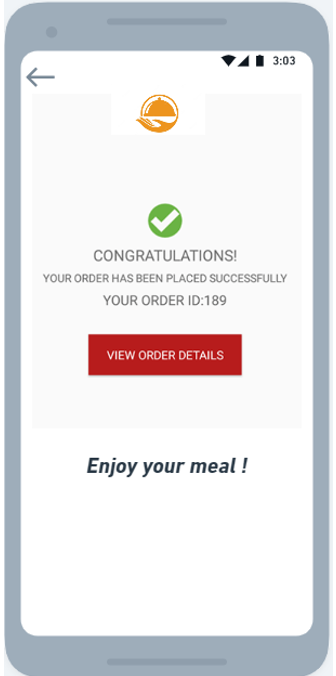 3:03
CONGRATULATIONS!
YOUR ORDER HAS BEEN PLACED SUCCESSFULLY
YOUR ORDER ID:189
VIEW ORDER DETAILS
Enjoy your meal !